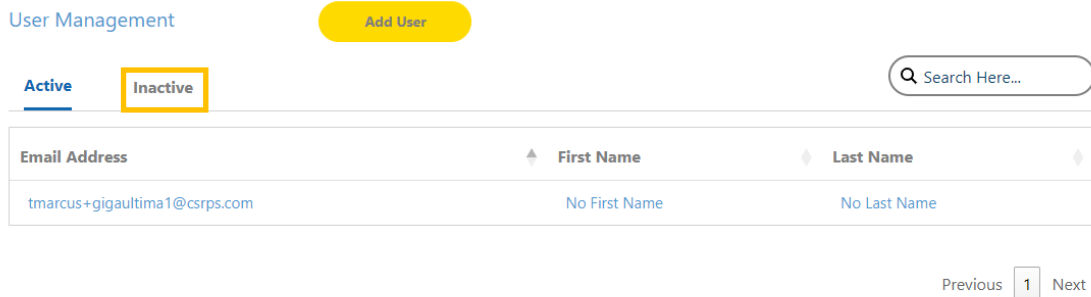 User Management
Add User
Active Inactive
Search Here...
Email Address First Name Last Name
tmarcus+gigaultima1@csrps.com No First Name No Last Name
Previous 1 Next